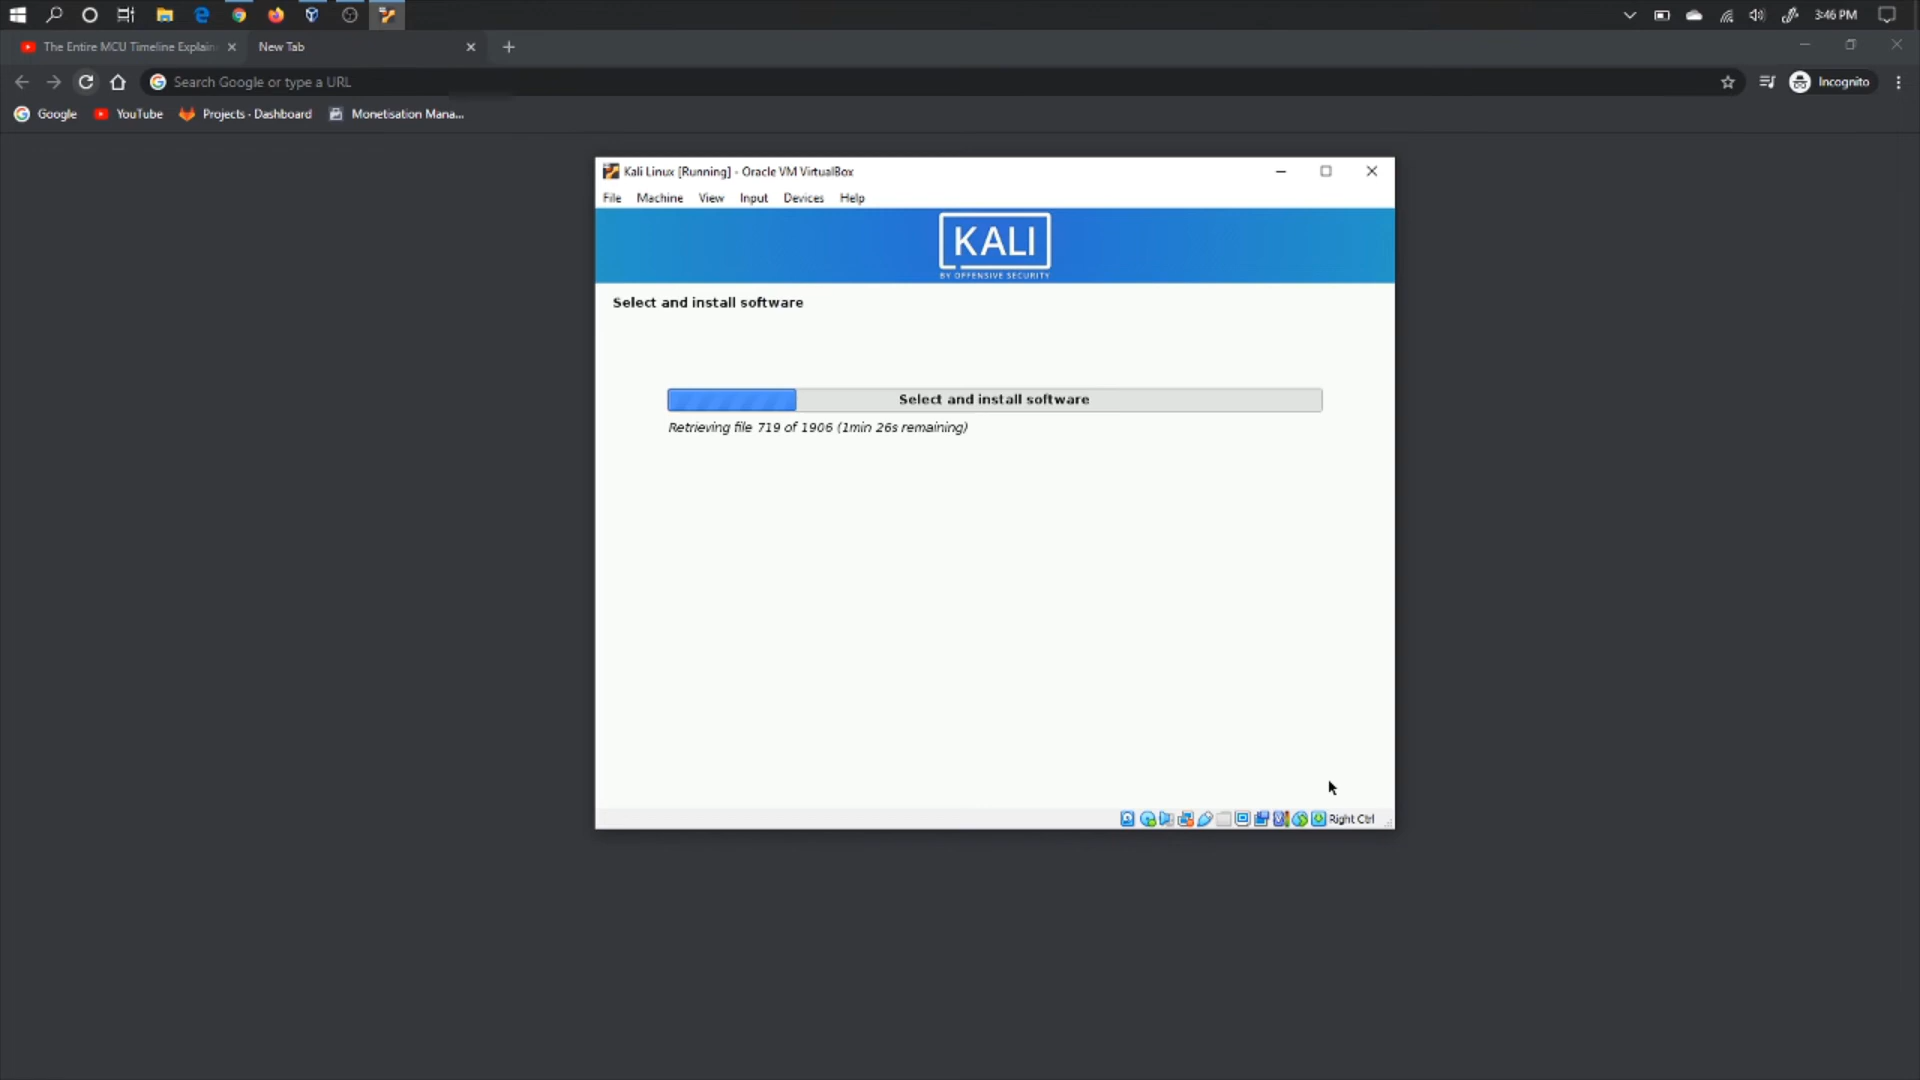 3:46 PM
The Entire MCU Timeline Explain
New Tab
Search Google or type a URL
Incognito
Google
YouTube
Projects · Dashboard
Monetisation Mana...
Kali Linux [Running] - Oracle VM VirtualBox
File Machine View Input Devices Help
KALI
BY OFFENSIVE SECURITY
Select and install software
Select and install software
Retrieving file 719 of 1906 (1min 26s remaining)
Right Ctrl